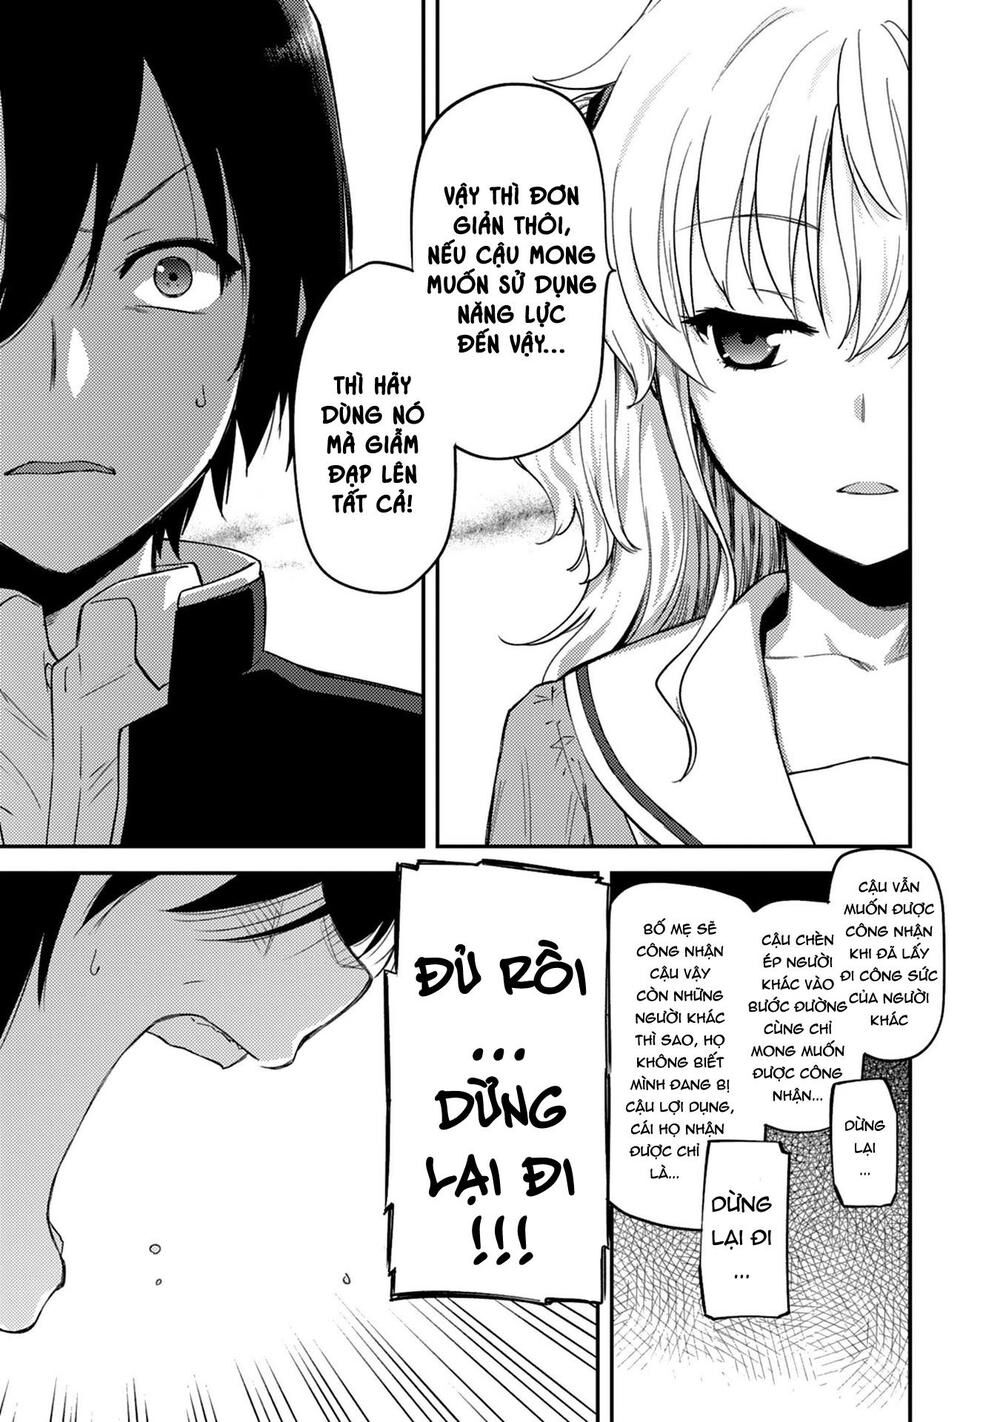 VẬY THÌ ĐƠN
GIẢN THÔI,
NẾU CẬU MONG
MUỐN SỬ DỤNG
NĂNG LỰC
ĐẾN VẬY...
THÌ HÃY
DÙNG NÓ
MÀ GIẪM
ĐẠP LÊN
TẤT CẢ!
CẬU VẪN
MUỐN ĐƯỢC
CÔNG NHẬN
KHI ĐÃ LẤY
ĐI CÔNG SỨC
CỦA NGƯỜI
KHÁC
DỪNG
LẠI
...
CẬU CHÈN
ÉP NGƯỜI
KHÁC VÀO
BƯỚC ĐƯỜNG
CÙNG CHỈ
MONG MUỐN
ĐƯỢC CÔNG
NHẬN...
DỪNG
LẠI ĐI
...
BỐ MẸ SẼ
CÔNG NHẬN
CẬU VẬY
CÒN NHỮNG
NGƯỜI KHÁC
THÌ SAO, HỌ
KHÔNG BIẾT
MÌNH ĐANG BỊ
CẬU LỢI DỤNG,
CÁI HỌ NHẬN
ĐƯỢC CHỈ
LÀ...
ĐỦ RỒI
...
DỪNG
LẠI ĐI
!!!